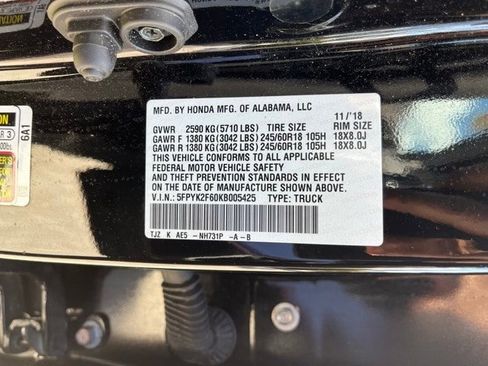 MFD. BY HONDA MFG. OF ALABAMA, LLC
11/'18
GVWR 2590 KG (5710 LBS) TIRE SIZE RIM SIZE
GAWR F 1380 KG (3042 LBS) 245/60R18 105H 18X8.0J
GAWR R 1380 KG (3042 LBS) 245/60R18 105H 18X8.0J
THIS VEHICLE CONFORMS TO ALL APPLICABLE
FEDERAL MOTOR VEHICLE SAFETY
AND THEFT PREVENTION STANDARDS IN EFFECT
ON THE DATE OF MANUFACTURE SHOWN ABOVE.
V.I.N.: 5FPYK2F60KB005425 TYPE: TRUCK
TJZ K AE5 -NH731P -A-B
6A1